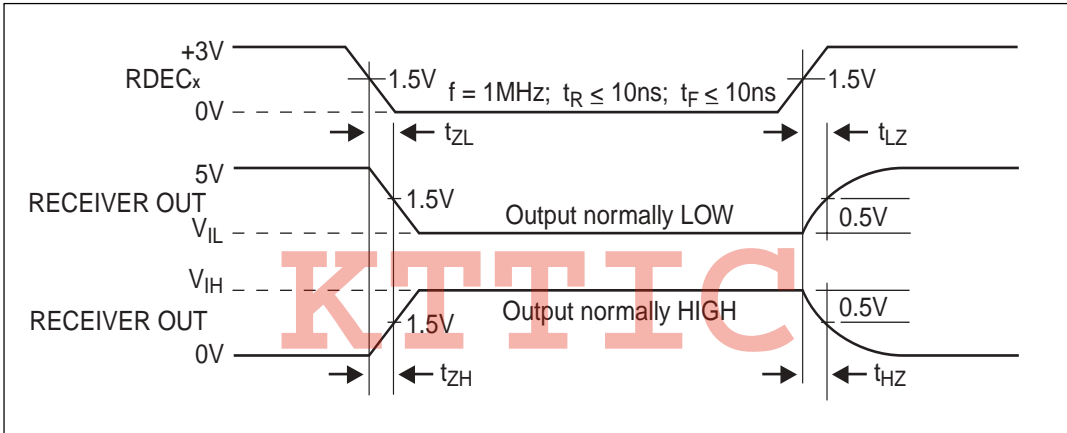 +3V
RDECx
0V
1.5V
f = 1MHz; tR ≤ 10ns; tF ≤ 10ns
1.5V
tZL
tLZ
5V
RECEIVER OUT
VIL
1.5V
Output normally LOW
0.5V
KTTIC
VIH
RECEIVER OUT
0V
1.5V
Output normally HIGH
0.5V
tZH
tHZ